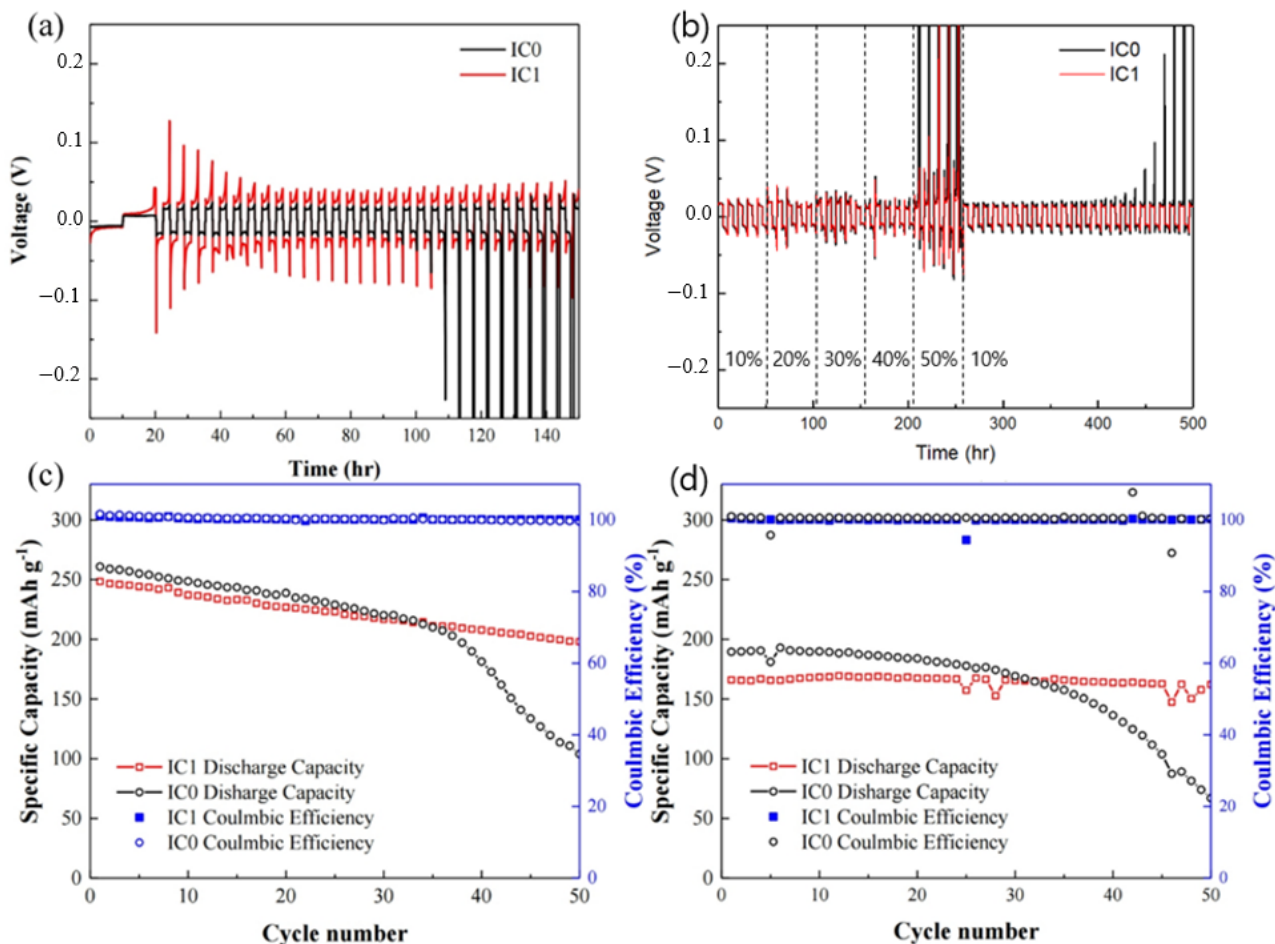 (a)
IC0
IC1
0.2
0.1
0.0
−0.1
−0.2
Voltage (V)
0 20 40 60 80 100 120 140
Time (hr)
(b)
IC0
IC1
0.2
0.1
0.0
−0.1
−0.2
Voltage (V)
10% 20% 30% 40% 50% 10%
0 100 200 300 400 500
Time (hr)
(c)
300
250
200
150
100
50
0
Specific Capacity (mAh g-1)
100
80
60
40
20
0
Coulmbic Efficiency (%)
IC1 Discharge Capacity
IC0 Disharge Capacity
IC1 Coulmbic Efficiency
IC0 Coulmbic Efficiency
0 10 20 30 40 50
Cycle number
(d)
300
250
200
150
100
50
0
Specific Capacity (mAh g-1)
100
80
60
40
20
0
Coulmbic Efficiency (%)
IC1 Discharge Capacity
IC0 Disharge Capacity
IC1 Coulmbic Efficiency
IC0 Coulmbic Efficiency
0 10 20 30 40 50
Cycle number